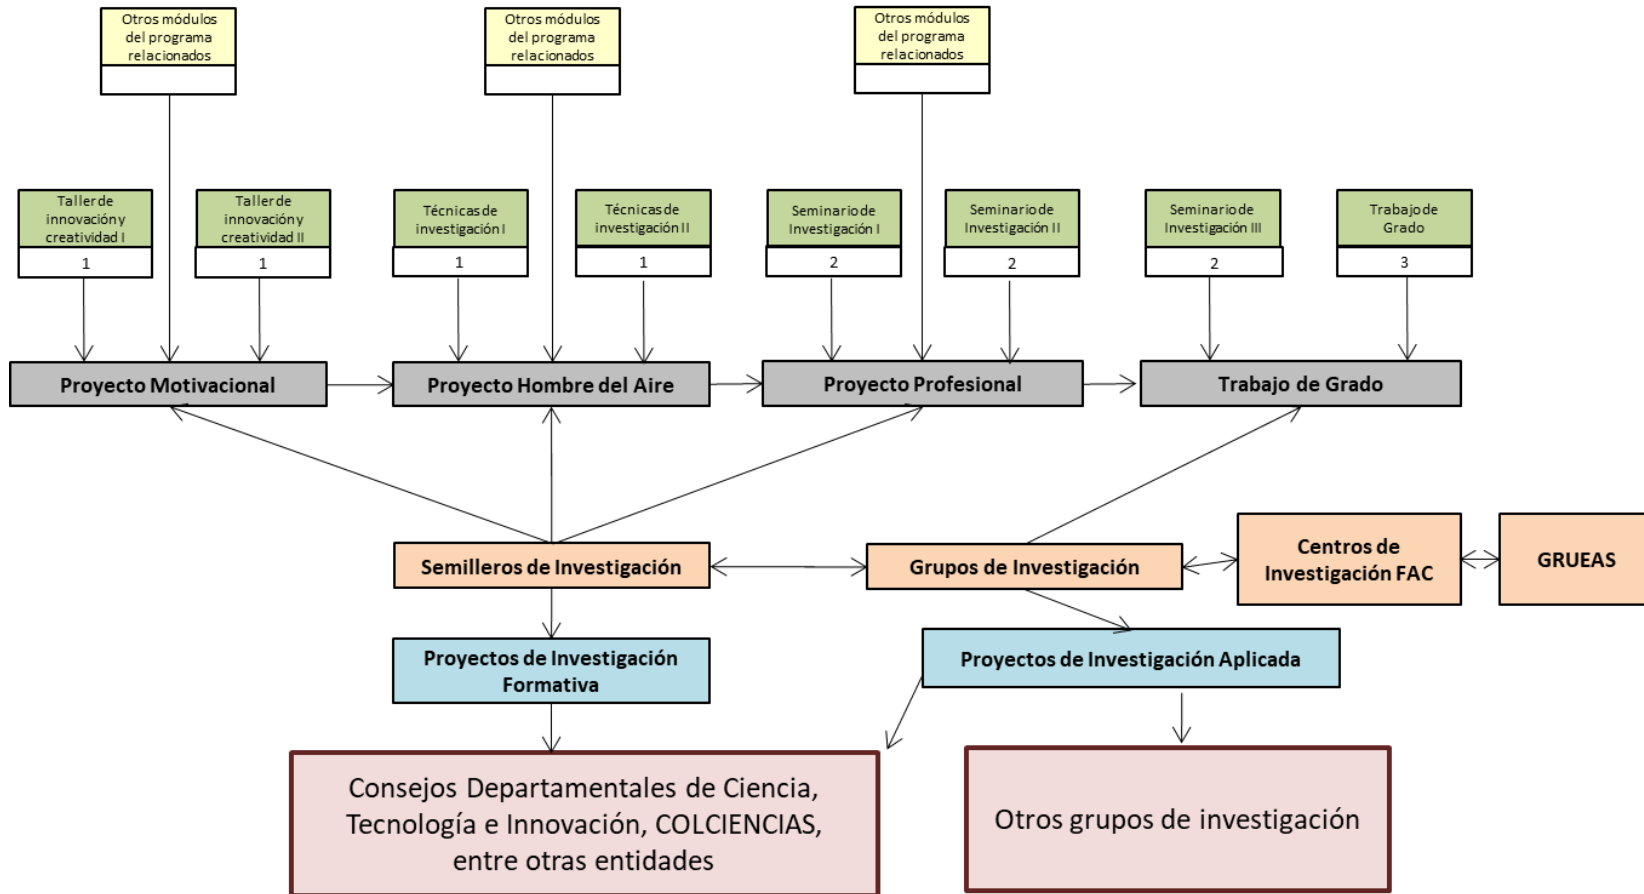 Otros módulos
del programa
relacionados
Otros módulos
del programa
relacionados
Otros módulos
del programa
relacionados
Taller de
innovación y
creatividad I
1
Taller de
innovación y
creatividad II
1
Técnicas de
investigación I
1
Técnicas de
investigación II
1
Seminario de
Investigación I
2
Seminario de
Investigación II
2
Seminario de
Investigación III
2
Trabajo de
Grado
3
Proyecto Motivacional
Proyecto Hombre del Aire
Proyecto Profesional
Trabajo de Grado
Semilleros de Investigación
Grupos de Investigación
Centros de
Investigación FAC
GRUEAS
Proyectos de Investigación
Formativa
Proyectos de Investigación Aplicada
Consejos Departamentales de Ciencia,
Tecnología e Innovación, COLCIENCIAS,
entre otras entidades
Otros grupos de investigación